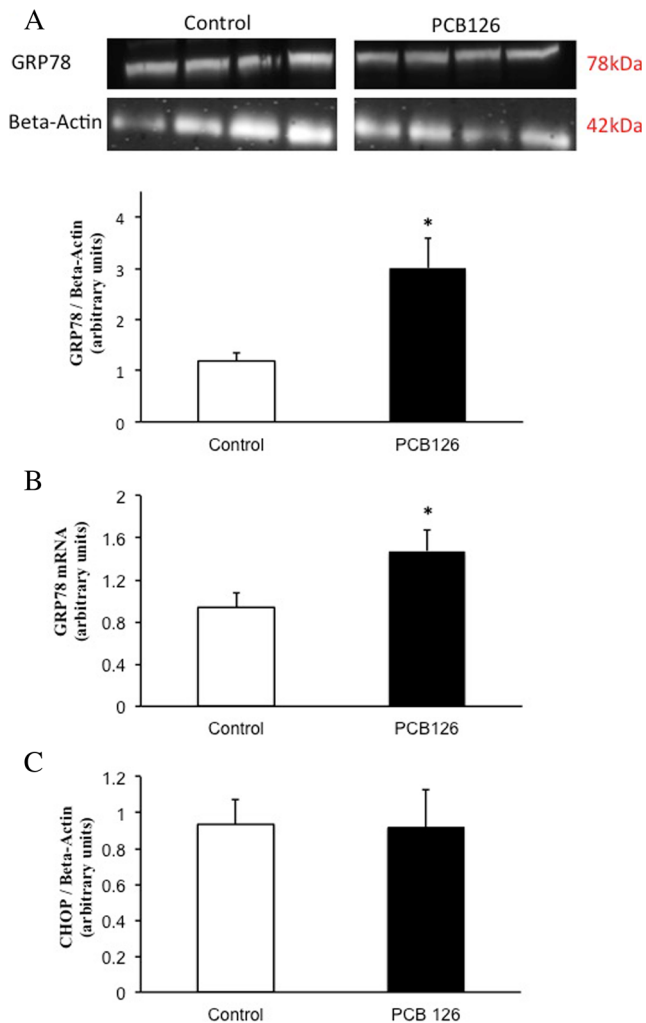 A
Control
PCB126
GRP78
78kDa
Beta-Actin
42kDa
GRP78 / Beta-Actin
(arbitrary units)
4
3
2
1
0
*
Control
PCB126
B
GRP78 mRNA
(arbitrary units)
2
1.6
1.2
0.8
0.4
0
*
Control
PCB126
C
CHOP / Beta-Actin
(arbitrary units)
1.2
1
0.8
0.6
0.4
0.2
0
Control
PCB 126